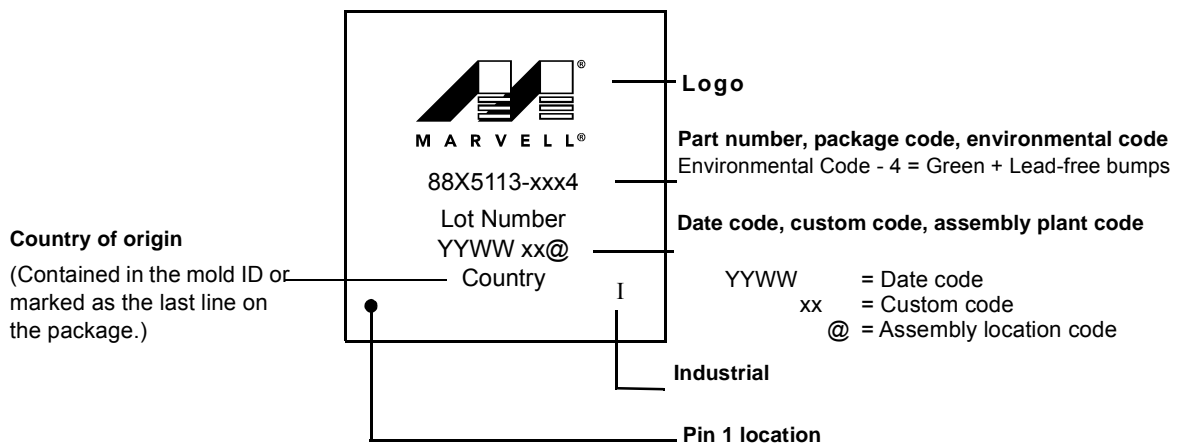 ®
MARVELL®
88X5113-xxx4
Lot Number
YYWW xx@
Country
I
Logo
Part number, package code, environmental code
Environmental Code - 4 = Green + Lead-free bumps
Date code, custom code, assembly plant code
YYWW = Date code
xx = Custom code
@ = Assembly location code
Country of origin
(Contained in the mold ID or
marked as the last line on
the package.)
Industrial
Pin 1 location